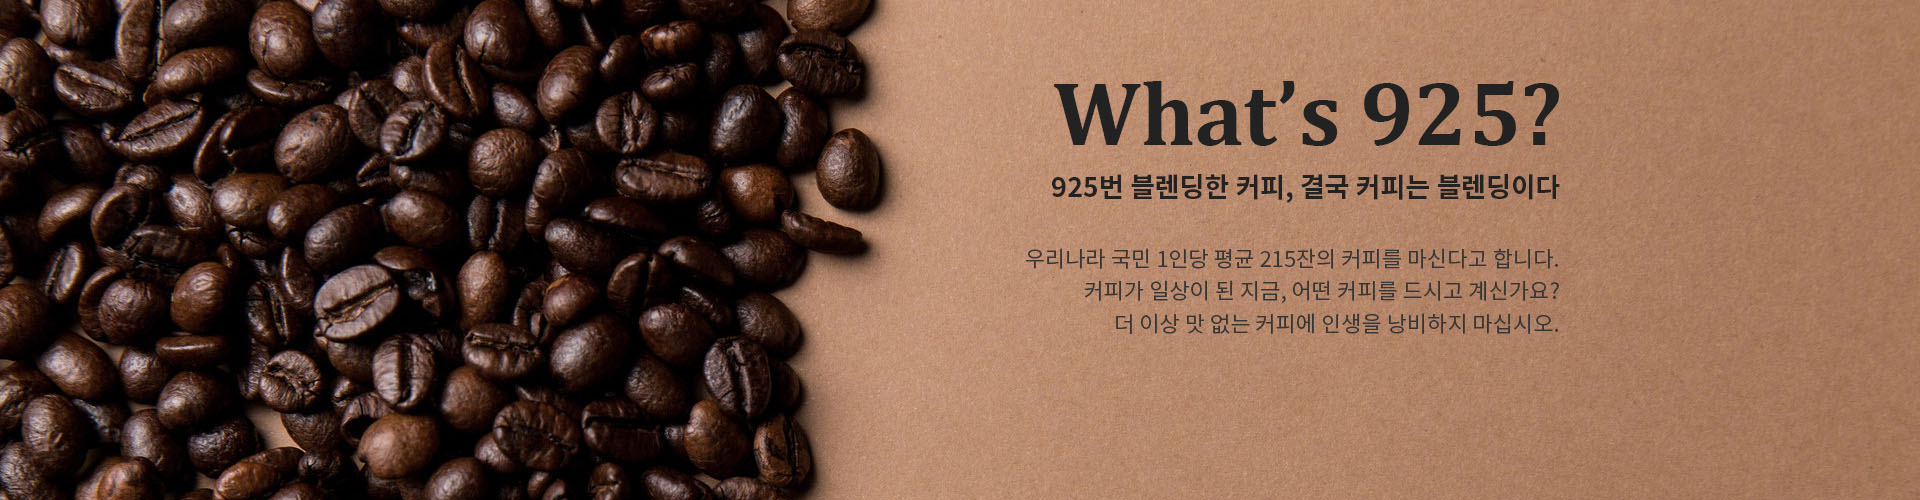 What’s 925?
925번 블렌딩한 커피, 결국 커피는 블렌딩이다
우리나라 국민 1인당 평균 215잔의 커피를 마신다고 합니다.
커피가 일상이 된 지금, 어떤 커피를 드시고 계신가요?
더 이상 맛 없는 커피에 인생을 낭비하지 마십시오.